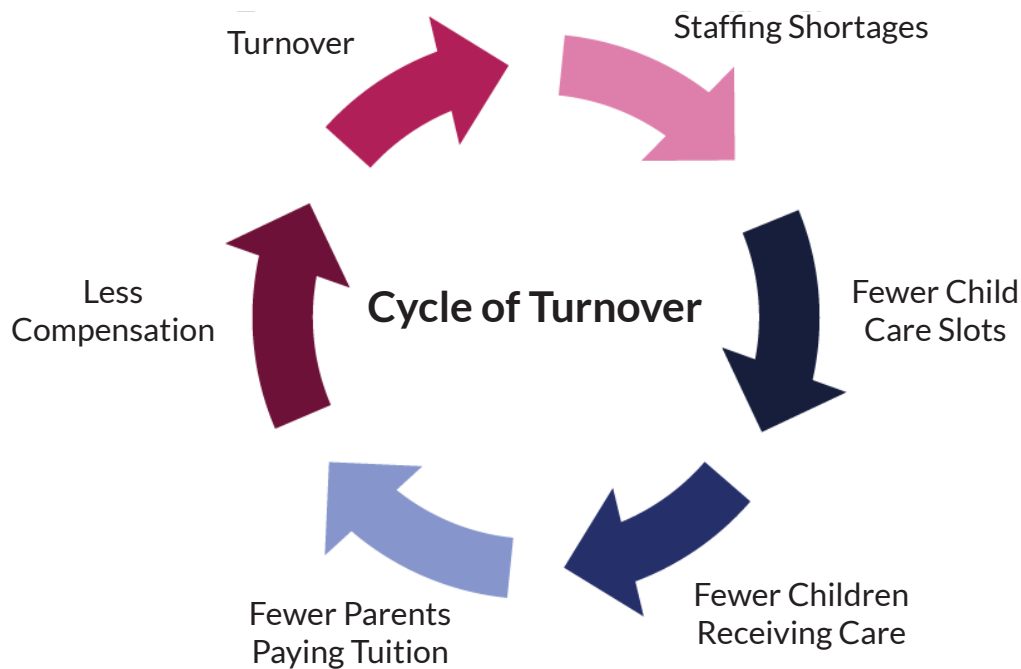 Turnover
Staffing Shortages
Less
Compensation
Cycle of Turnover
Fewer Child
Care Slots
Fewer Children
Receiving Care
Fewer Parents
Paying Tuition